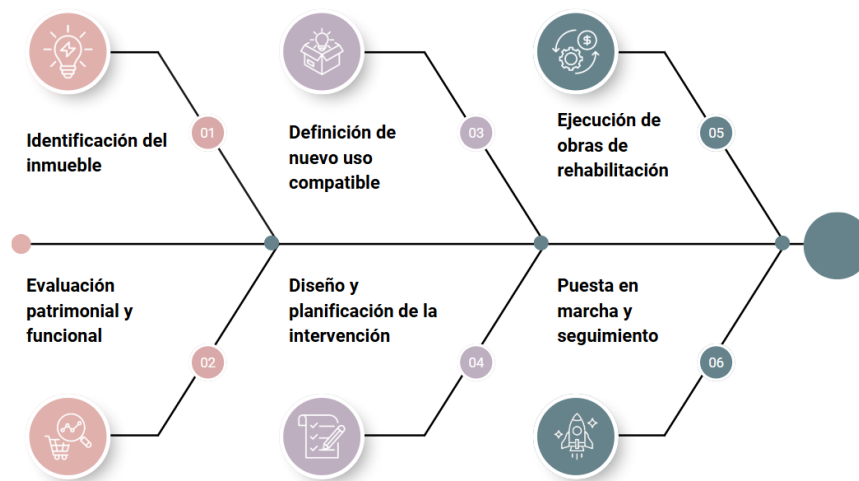 01
Identificación del
inmueble
03
Definición de
nuevo uso
compatible
05
Ejecución de
obras de
rehabilitación
$
Evaluación
patrimonial y
funcional
02
Diseño y
planificación de la
intervención
04
Puesta en
marcha y
seguimiento
06